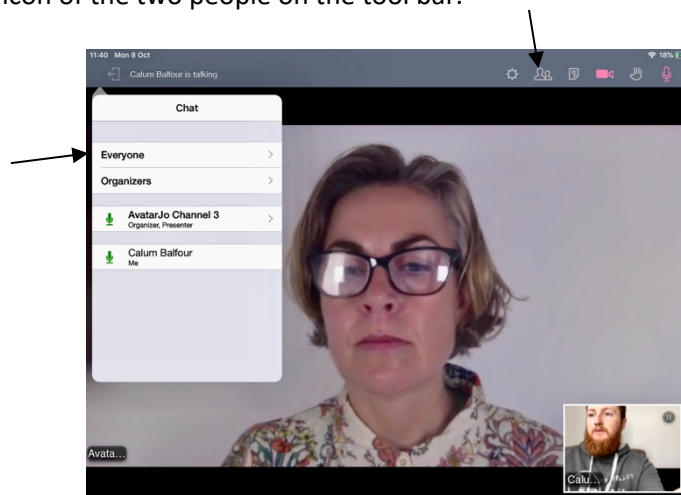 icon of the two people on the tool bar.
11:40 Mon 8 Oct
18%
Calum Balfour is talking
Chat
Everyone
Organizers
AvatarJo Channel 3
Organizer, Presenter
Calum Balfour
Me
Avata...
Calu...